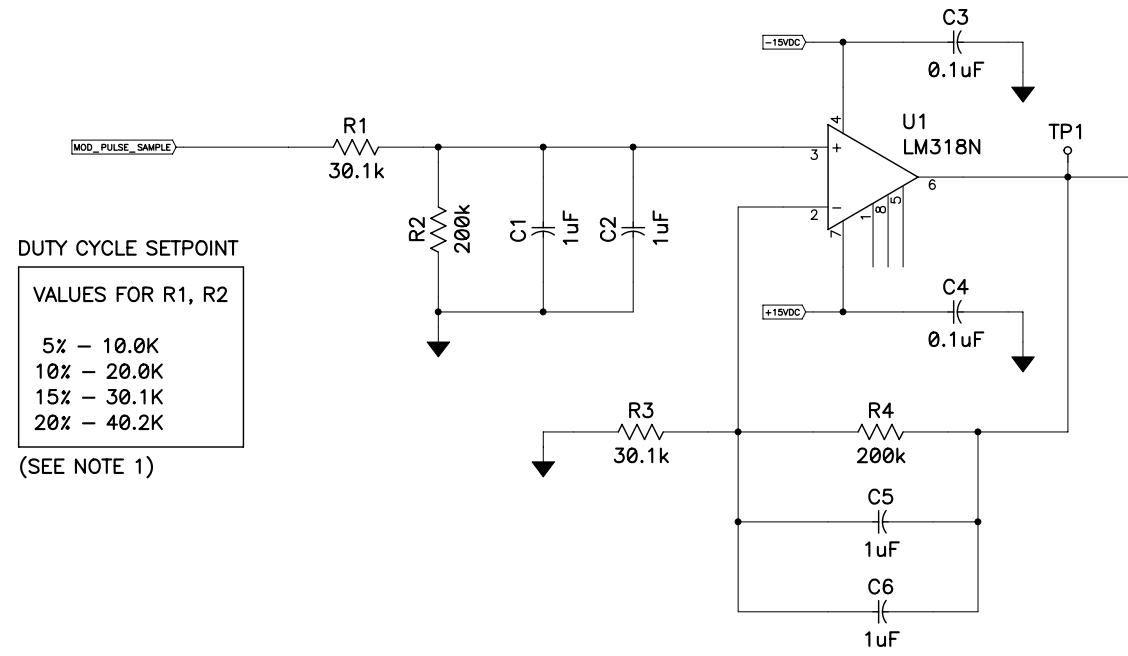 C3
-15VDC
0.1uF
4
U1
LM318N
TP1
MOD_PULSE_SAMPLE
R1
30.1k
3
+
6
2
-
1
8
5
7
R2
200k
C1
1uF
C2
1uF
DUTY CYCLE SETPOINT
VALUES FOR R1, R2
5% - 10.0K
10% - 20.0K
15% - 30.1K
20% - 40.2K
(SEE NOTE 1)
C4
+15VDC
0.1uF
R3
30.1k
R4
200k
C5
1uF
C6
1uF